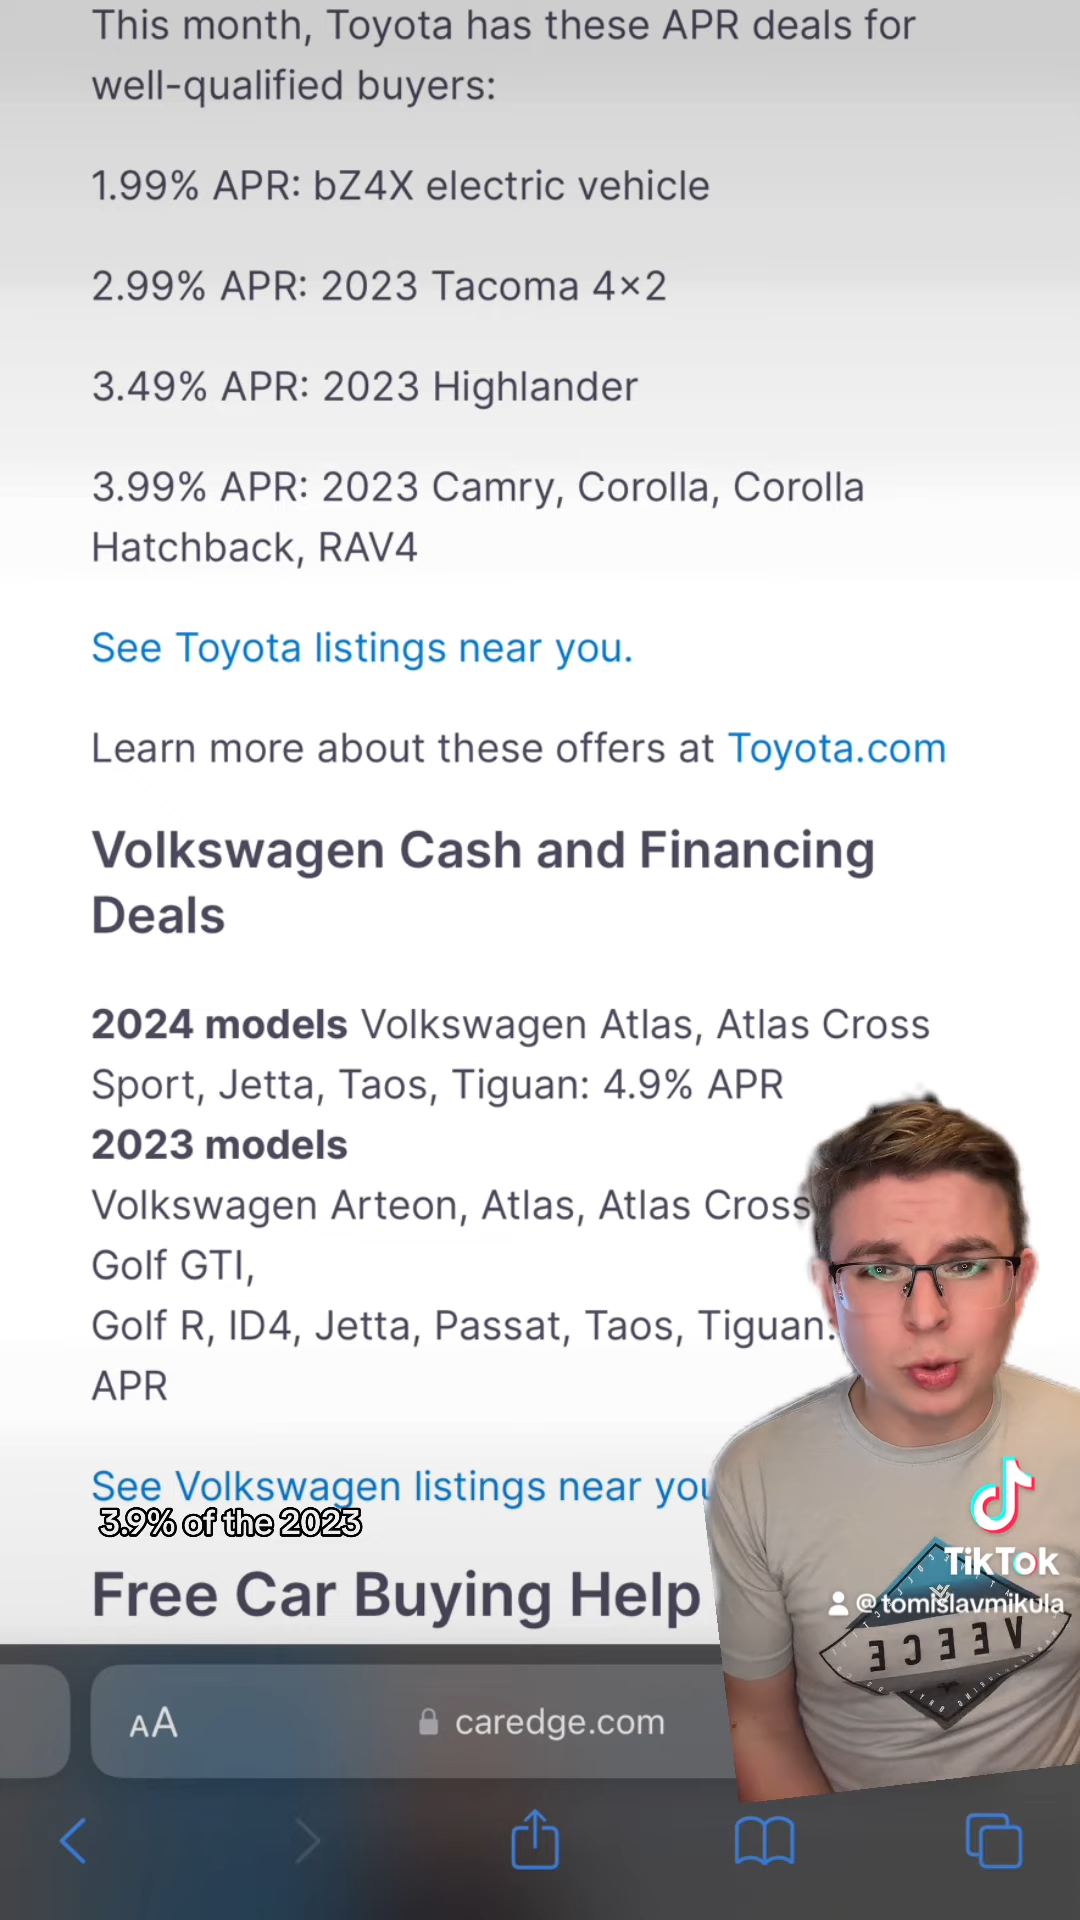 This month, Toyota has these APR deals for
well-qualified buyers:
1.99% APR: bZ4X electric vehicle
2.99% APR: 2023 Tacoma 4×2
3.49% APR: 2023 Highlander
3.99% APR: 2023 Camry, Corolla, Corolla
Hatchback, RAV4
See Toyota listings near you.
Learn more about these offers at Toyota.com
Volkswagen Cash and Financing
Deals
2024 models Volkswagen Atlas, Atlas Cross
Sport, Jetta, Taos, Tiguan: 4.9% APR
2023 models
Volkswagen Arteon, Atlas, Atlas Cross
Golf GTI,
Golf R, ID4, Jetta, Passat, Taos, Tiguan:
APR
See Volkswagen listings near you
3.9% of the 2023
Free Car Buying Help
TikTok
@tomislavmikula
VEECE
AA
caredge.com